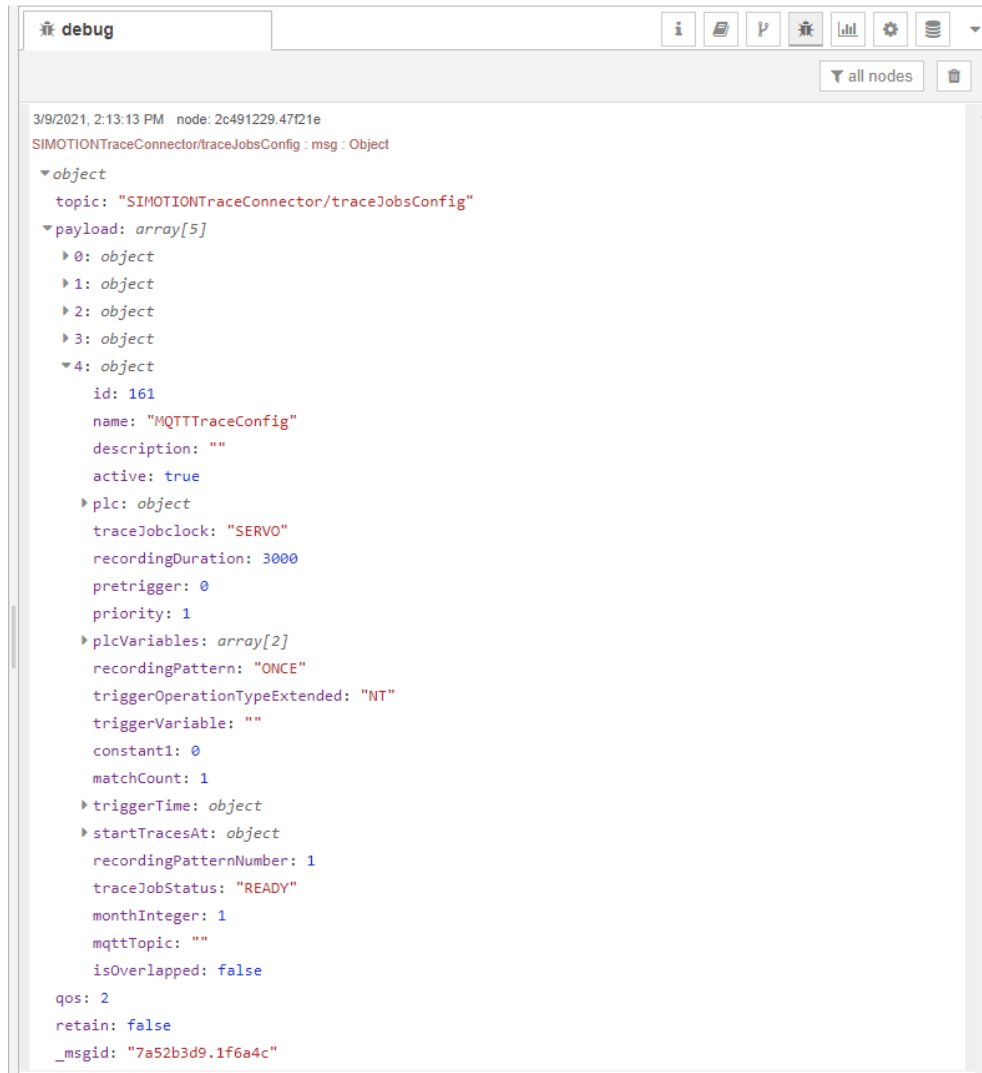 debug
i
all nodes
3/9/2021, 2:13:13 PM node: 2c491229.47f21e
SIMOTIONTraceConnector/traceJobsConfig : msg : Object
object
topic: "SIMOTIONTraceConnector/traceJobsConfig"
payload: array[5]
0: object
1: object
2: object
3: object
4: object
id: 161
name: "MQTTTraceConfig"
description: ""
active: true
plc: object
traceJobclock: "SERVO"
recordingDuration: 3000
pretrigger: 0
priority: 1
plcVariables: array[2]
recordingPattern: "ONCE"
triggerOperationTypeExtended: "NT"
triggerVariable: ""
constant1: 0
matchCount: 1
triggerTime: object
startTracesAt: object
recordingPatternNumber: 1
traceJobStatus: "READY"
monthInteger: 1
mqttTopic: ""
isOverlapped: false
qos: 2
retain: false
_msgid: "7a52b3d9.1f6a4c"